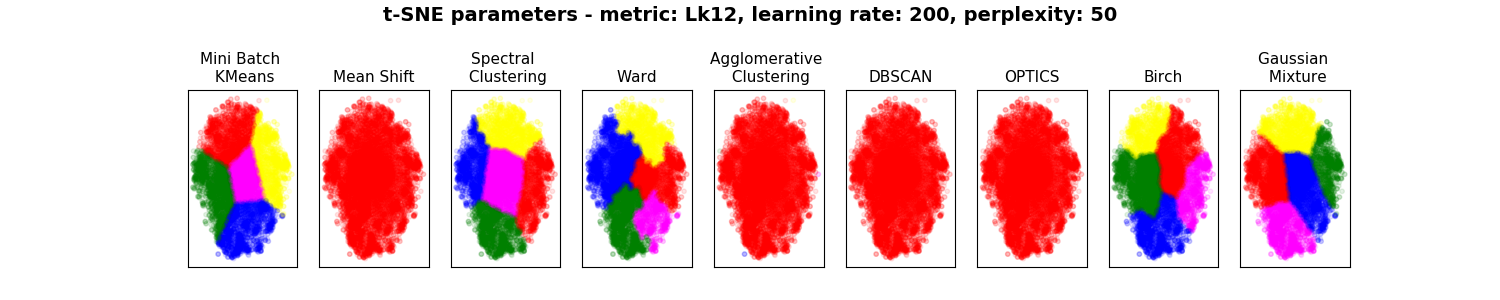 t-SNE parameters - metric: Lk12, learning rate: 200, perplexity: 50
Mini Batch
KMeans
Mean Shift
Spectral
Clustering
Ward
Agglomerative
Clustering
DBSCAN
OPTICS
Birch
Gaussian
Mixture